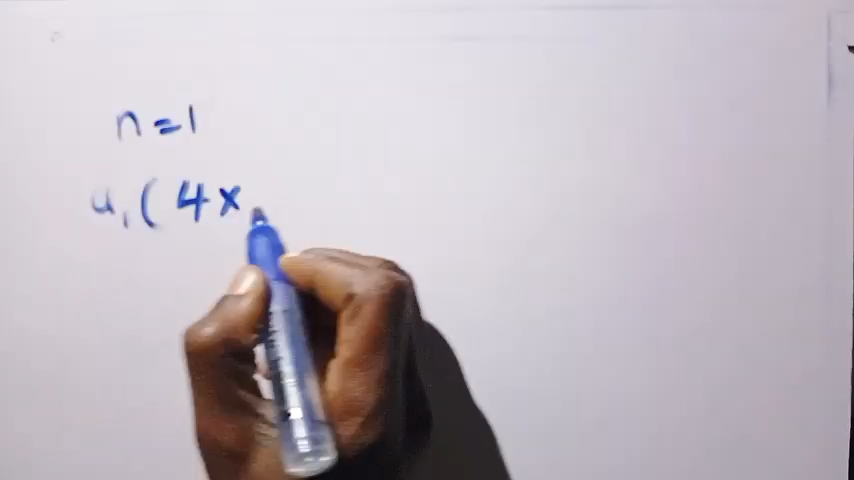 n = 1
u₁ ( 4 x